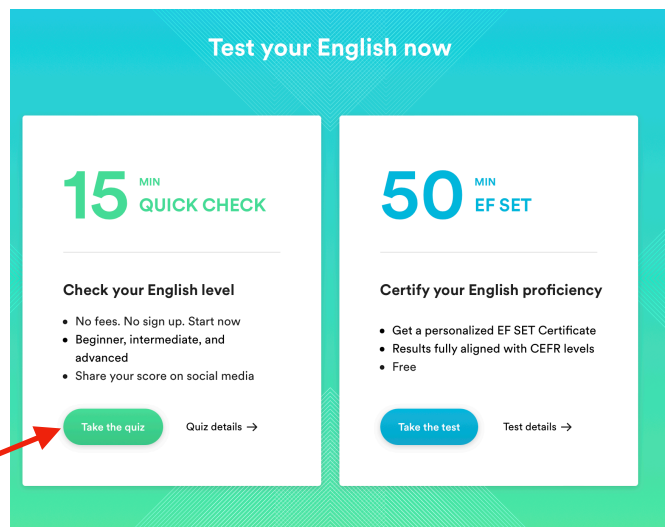 Test your English now
15 MIN
QUICK CHECK
Check your English level
• No fees. No sign up. Start now
• Beginner, intermediate, and
advanced
• Share your score on social media
Take the quiz
Quiz details →
50 MIN
EF SET
Certify your English proficiency
• Get a personalized EF SET Certificate
• Results fully aligned with CEFR levels
• Free
Take the test
Test details →